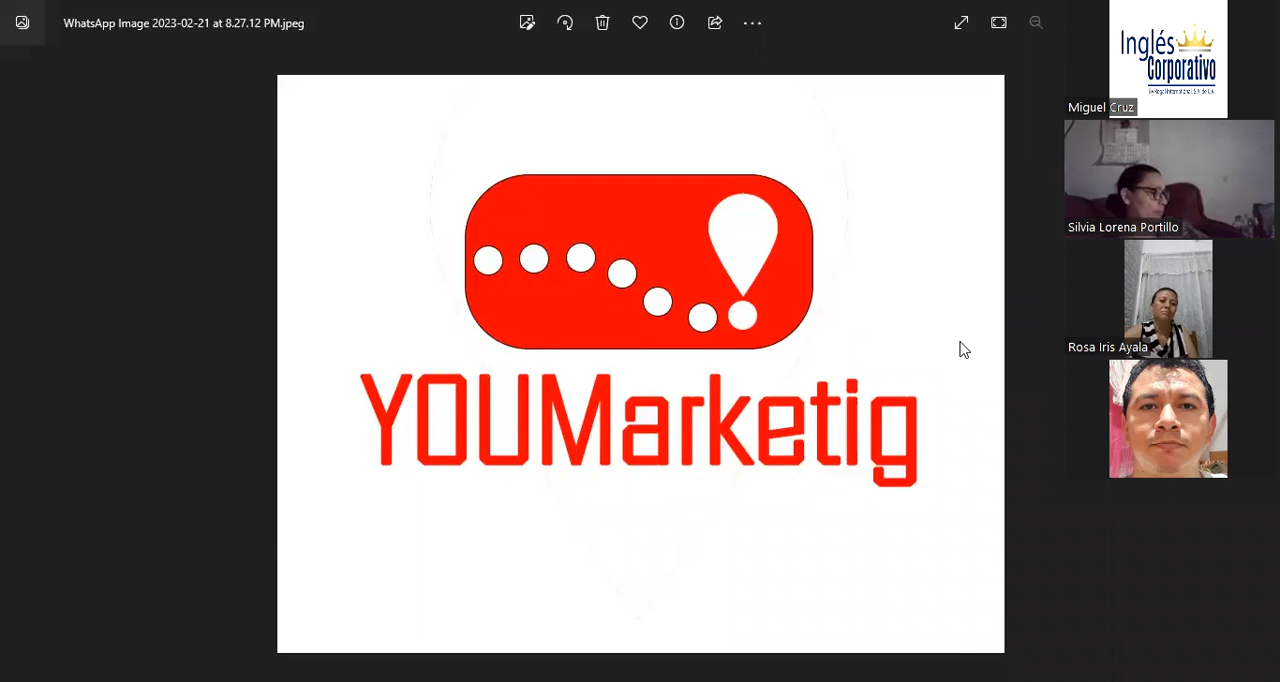 WhatsApp Image 2023-02-21 at 8.27.12 PM.jpeg
YOUMarketig
Inglés
Corporativo
Miguel Cruz
Silvia Lorena Portillo
Rosa Iris Ayala